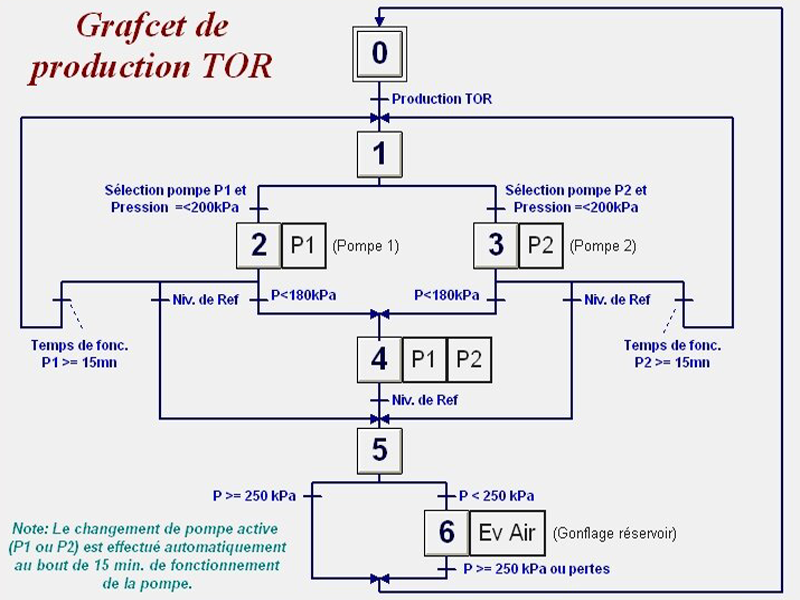 Grafcet de
production TOR
0
Production TOR
1
Sélection pompe P1 et
Pression =<200kPa
Sélection pompe P2 et
Pression =<200kPa
2 P1 (Pompe 1)
3 P2 (Pompe 2)
Niv. de Ref
P<180kPa
P<180kPa
Niv. de Ref
Temps de fonc.
P1 >= 15mn
Temps de fonc.
P2 >= 15mn
4 P1 P2
Niv. de Ref
5
P >= 250 kPa
P < 250 kPa
6 Ev Air (Gonflage réservoir)
P >= 250 kPa ou pertes
Note: Le changement de pompe active
(P1 ou P2) est effectué automatiquement
au bout de 15 min. de fonctionnement
de la pompe.